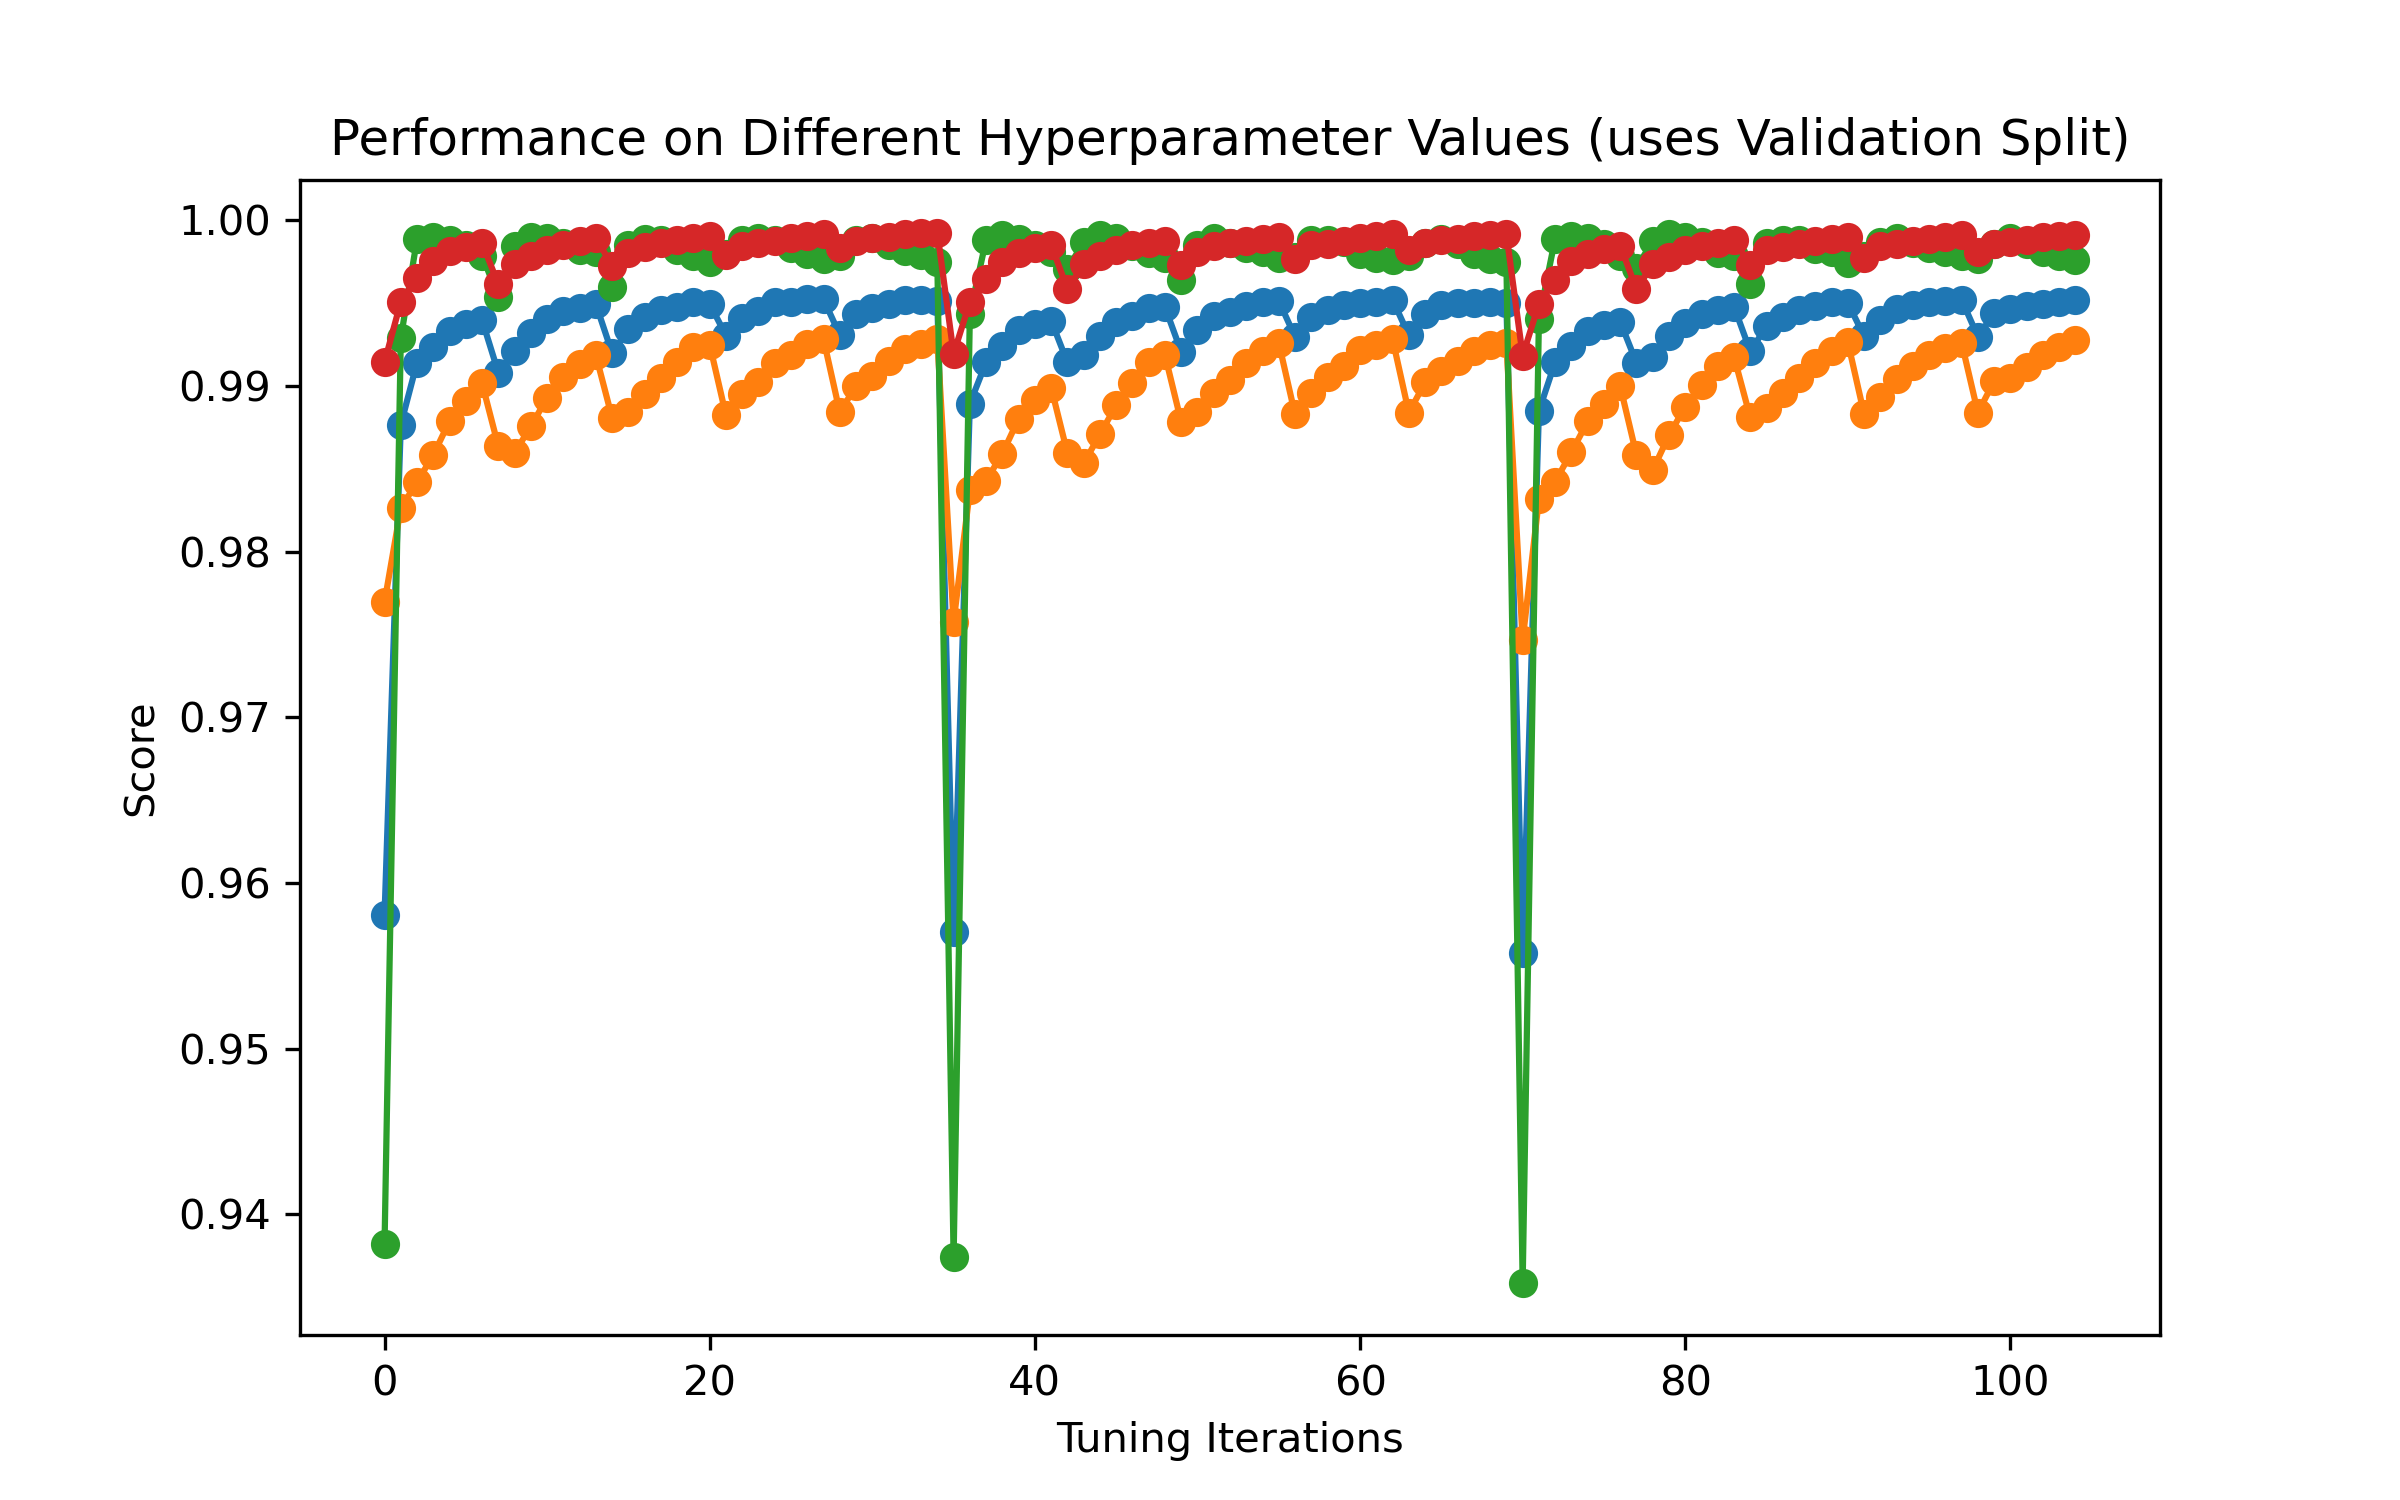 Performance on Different Hyperparameter Values (uses Validation Split)
1.00
0.99
0.98
0.97
0.96
0.95
0.94
Score
0 20 40 60 80 100
Tuning Iterations